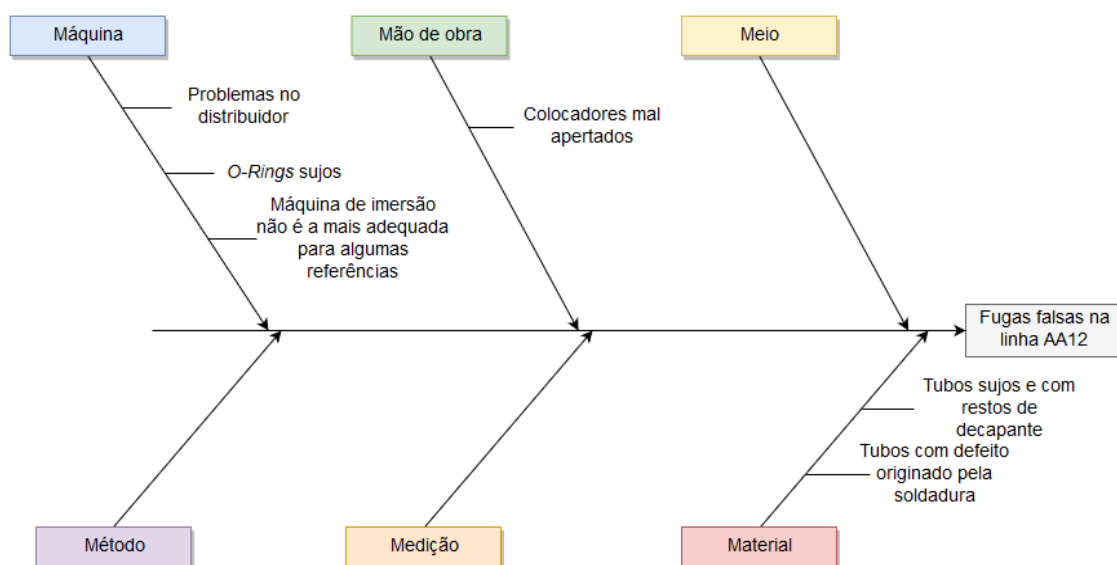 Máquina
Mão de obra
Meio
Problemas no
distribuidor
O-Rings sujos
Máquina de imersão
não é a mais adequada
para algumas
referências
Colocadores mal
apertados
Fugas falsas na
linha AA12
Tubos sujos e com
restos de
decapante
Tubos com defeito
originado pela
soldadura
Método
Medição
Material